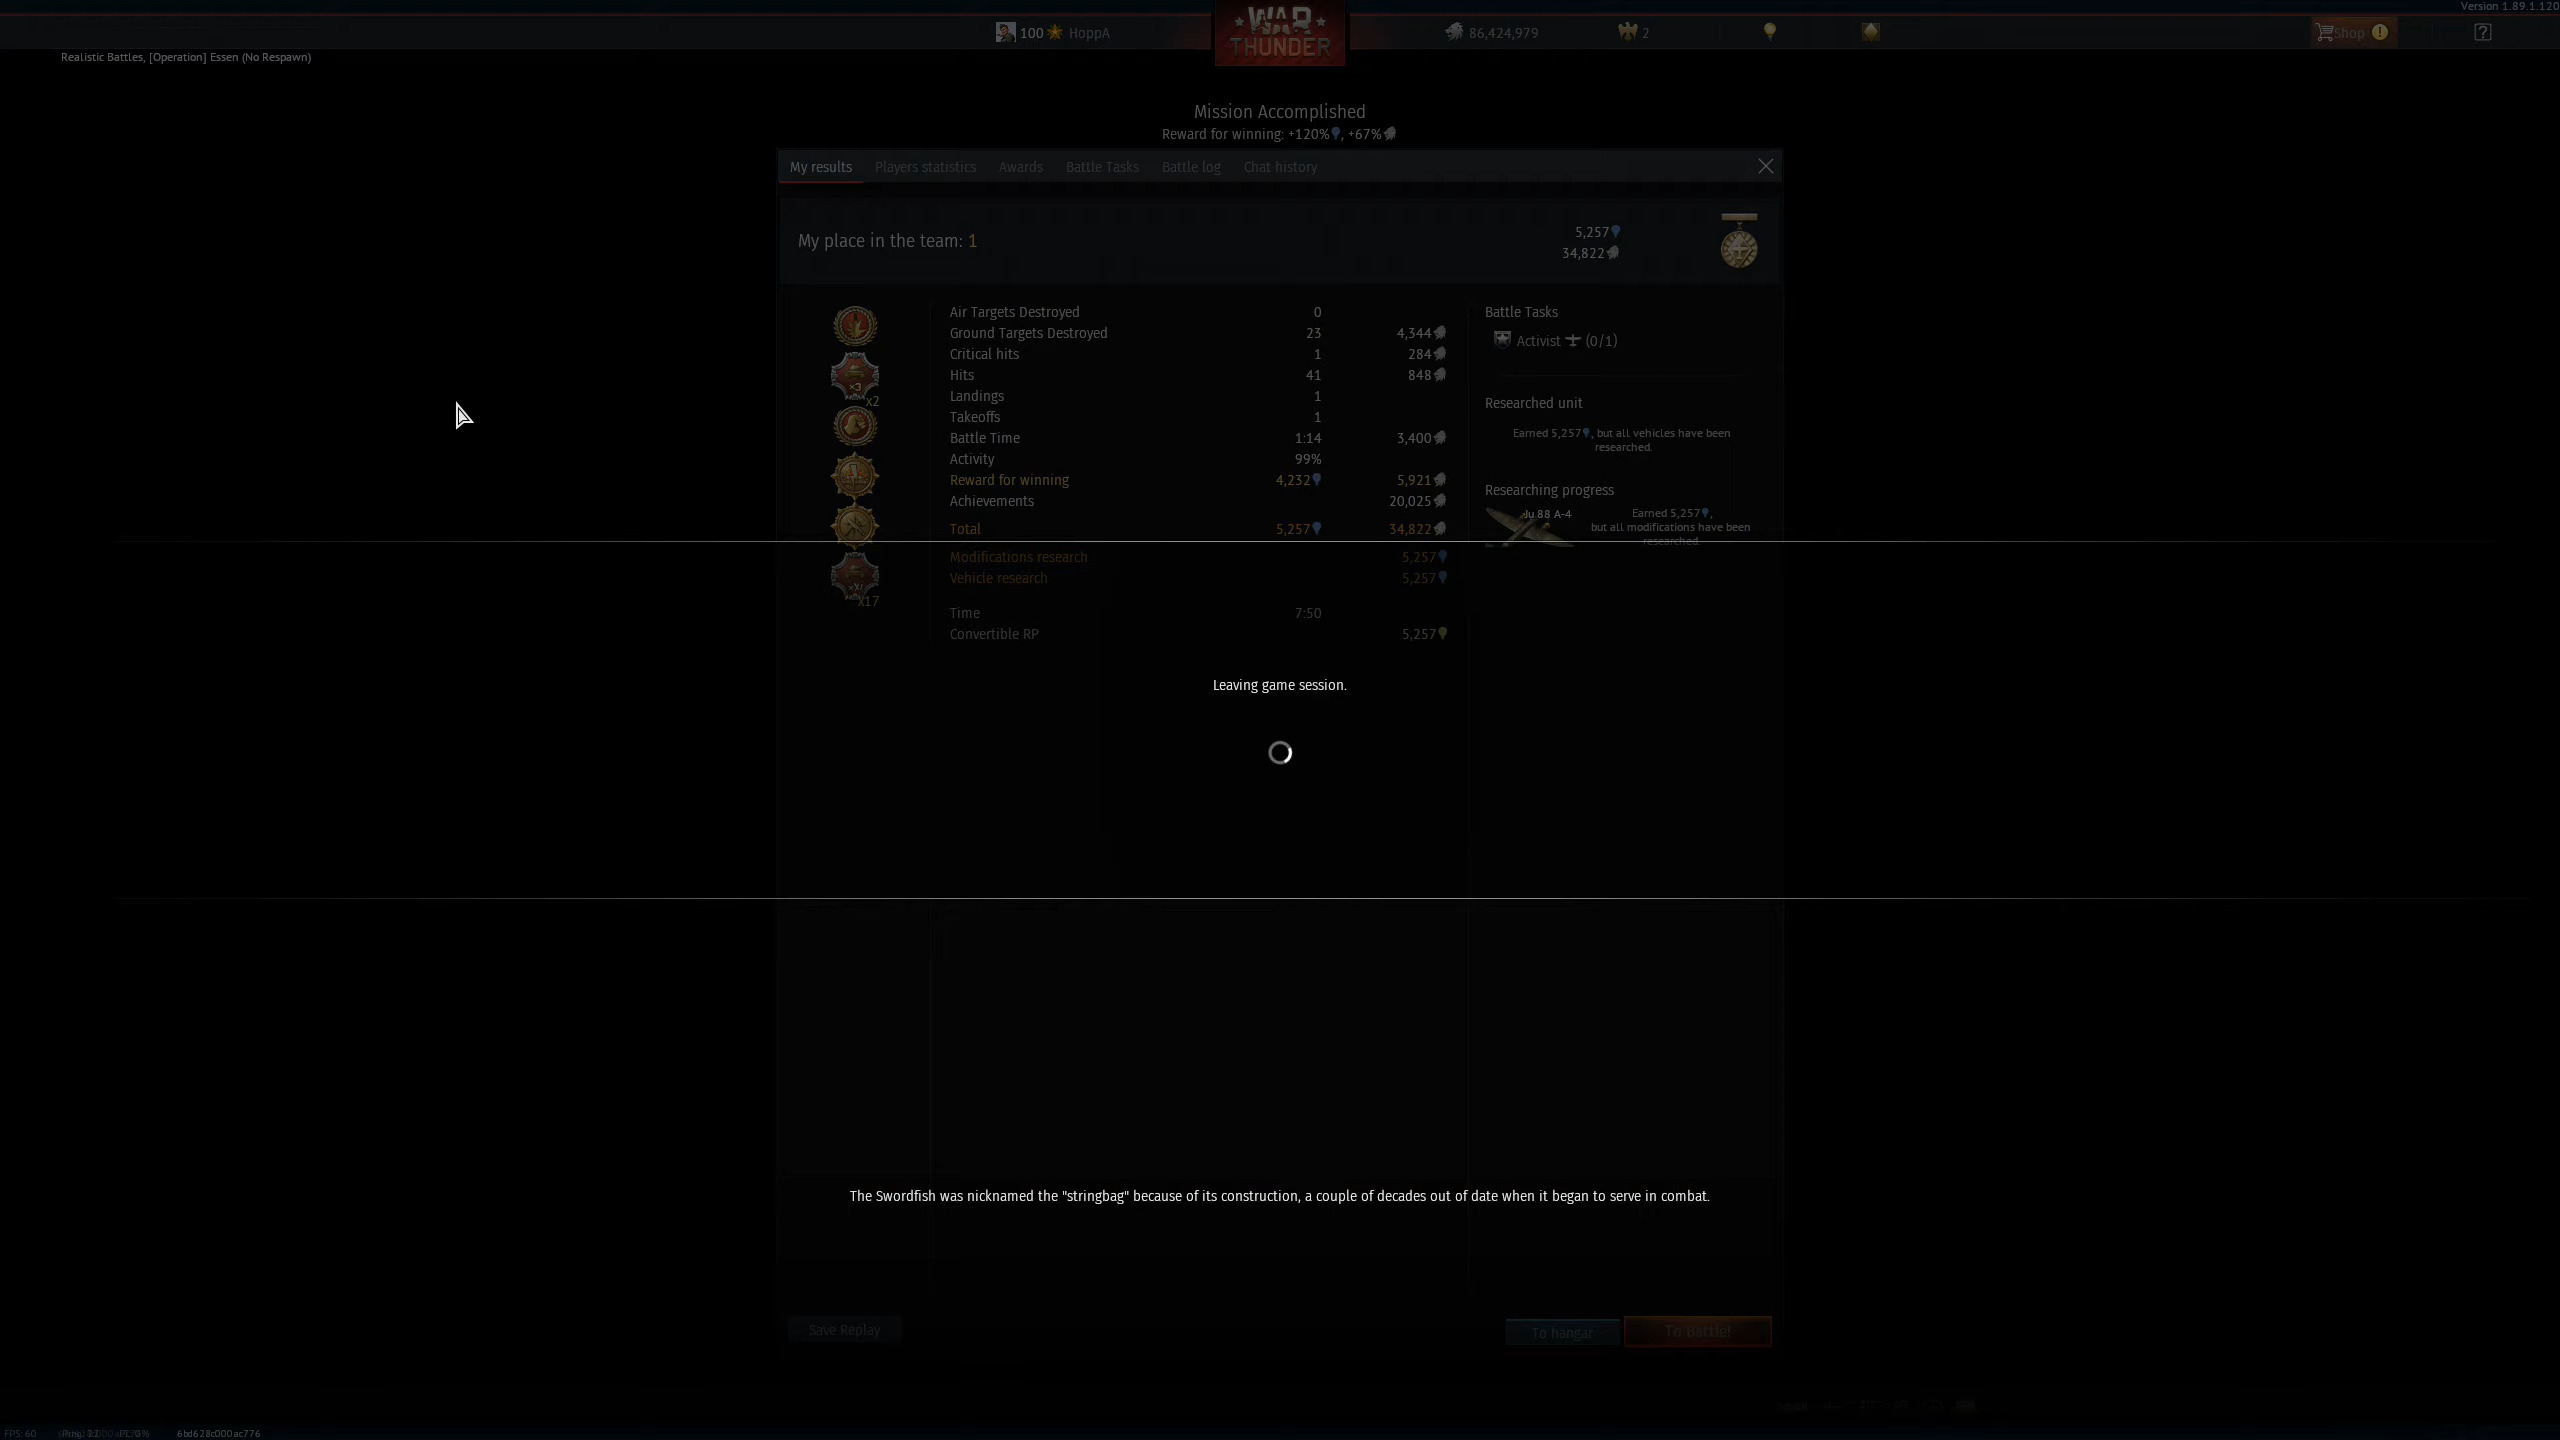 Version 1.89.1.120
100 HoppA
WAR THUNDER
86,424,979
2
Shop
Realistic Battles, [Operation] Essen (No Respawn)
Mission Accomplished
Reward for winning: +120%, +67%
My results Players statistics Awards Battle Tasks Battle log Chat history
My place in the team: 1
5,257
34,822
x3
x2
x17
Air Targets Destroyed 0
Ground Targets Destroyed 23 4,344
Critical hits 1 284
Hits 41 848
Landings 1
Takeoffs 1
Battle Time 1:14 3,400
Activity 99%
Reward for winning 4,232 5,921
Achievements 20,025
Total 5,257 34,822
Modifications research 5,257
Vehicle research 5,257
Time 7:50
Convertible RP 5,257
Battle Tasks
Activist (0/1)
Researched unit
Earned 5,257, but all vehicles have been
researched.
Researching progress
Ju 88 A-4
Earned 5,257,
but all modifications have been
researched.
Leaving game session.
The Swordfish was nicknamed the "stringbag" because of its construction, a couple of decades out of date when it began to serve in combat.
Save Replay
To hangar
To Battle!
FPS: 60
6bd628c000ac776